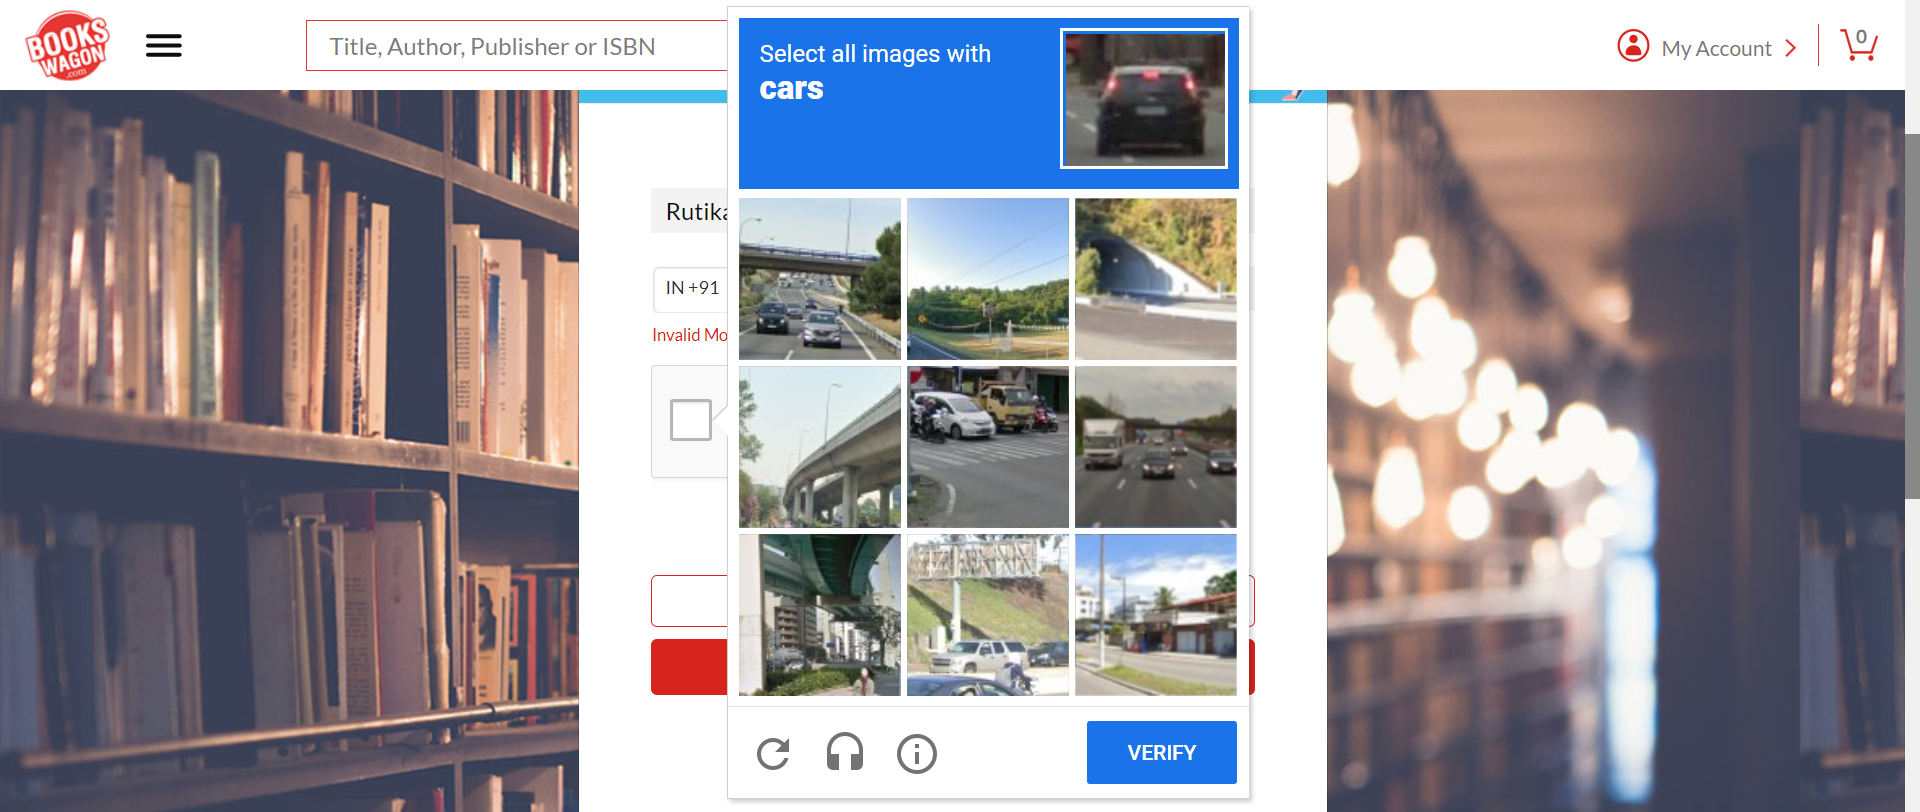 BOOKS
WAGON
.com
Title, Author, Publisher or ISBN
My Account
0
Select all images with
cars
Rutika
IN +91
Invalid Mo
VERIFY